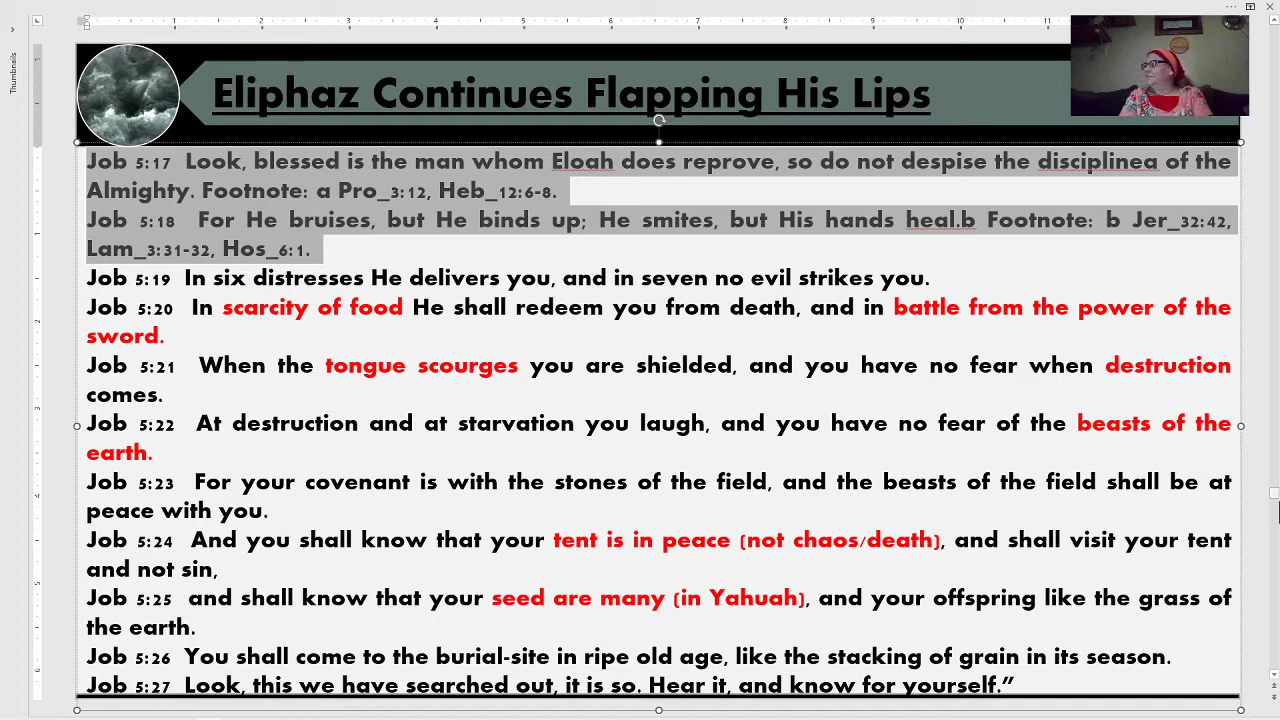 Thumbnails
1 2 3 4 5 6 7 8 9 10 11
Eliphaz Continues Flapping His Lips
Job 5:17 Look, blessed is the man whom Eloah does reprove, so do not despise the disciplinea of the
Almighty. Footnote: a Pro_3:12, Heb_12:6-8.
Job 5:18 For He bruises, but He binds up; He smites, but His hands heal.b Footnote: b Jer_32:42,
Lam_3:31-32, Hos_6:1.
Job 5:19 In six distresses He delivers you, and in seven no evil strikes you.
Job 5:20 In scarcity of food He shall redeem you from death, and in battle from the power of the
sword.
Job 5:21 When the tongue scourges you are shielded, and you have no fear when destruction
comes.
Job 5:22 At destruction and at starvation you laugh, and you have no fear of the beasts of the
earth.
Job 5:23 For your covenant is with the stones of the field, and the beasts of the field shall be at
peace with you.
Job 5:24 And you shall know that your tent is in peace (not chaos/death), and shall visit your tent
and not sin,
Job 5:25 and shall know that your seed are many (in Yahuah), and your offspring like the grass of
the earth.
Job 5:26 You shall come to the burial-site in ripe old age, like the stacking of grain in its season.
Job 5:27 Look, this we have searched out, it is so. Hear it, and know for yourself.”